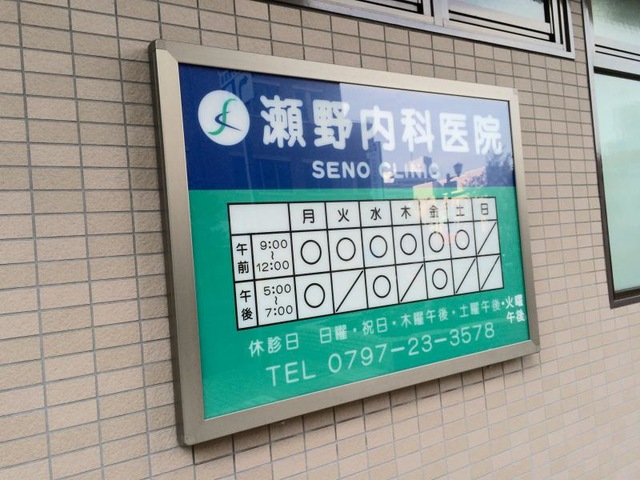 瀬野内科医院
SENO CLINIC
月 火 水 木 金 土 日
午前 9:00〜12:00 ○ ○ ○ ○ ○ ○ ／
午後 5:00〜7:00 ○ ／ ○ ／ ○ ／ ／
休診日 日曜・祝日・木曜午後・土曜午後・火曜午後
TEL 0797-23-3578